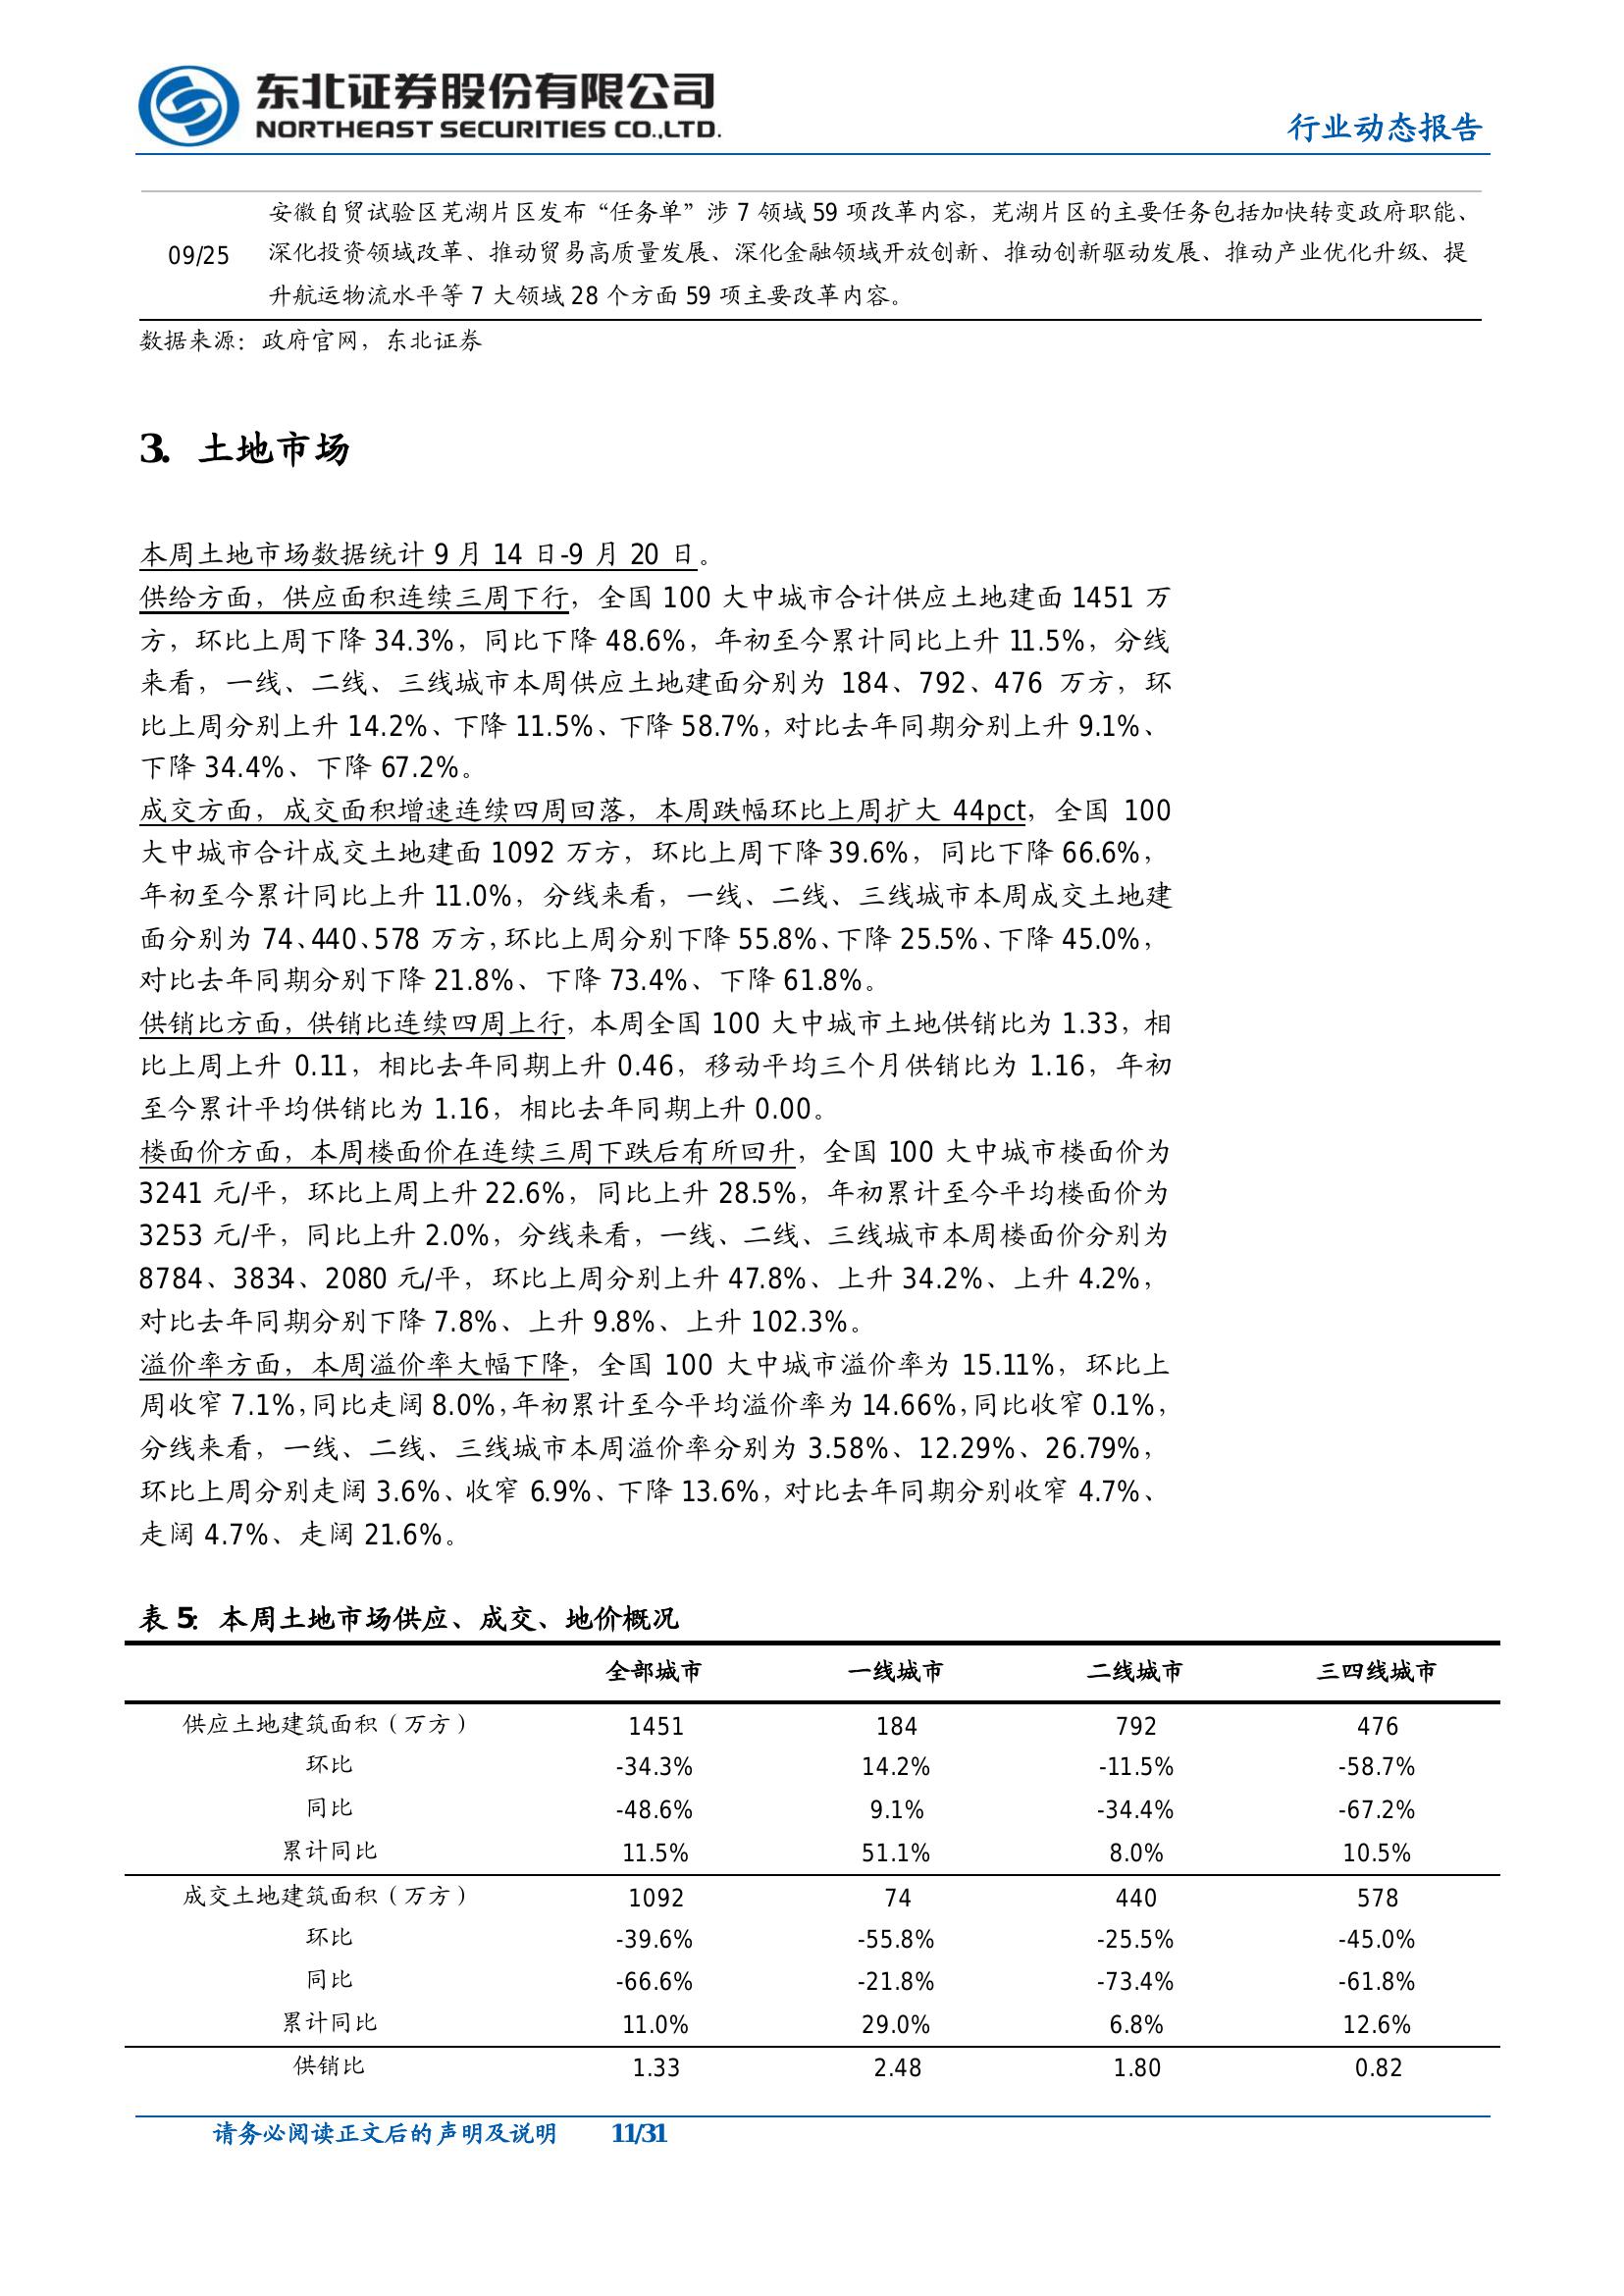 东北证券股份有限公司
NORTHEAST SECURITIES CO.,LTD.
行业动态报告
安徽自贸试验区芜湖片区发布“任务单”涉 7 领域 59 项改革内容，芜湖片区的主要任务包括加快转变政府职能、
09/25
深化投资领域改革、推动贸易高质量发展、深化金融领域开放创新、推动创新驱动发展、推动产业优化升级、提
升航运物流水平等 7 大领域 28 个方面 59 项主要改革内容。
数据来源：政府官网，东北证券
3. 土地市场
本周土地市场数据统计 9 月 14 日-9 月 20 日。
供给方面，供应面积连续三周下行，全国 100 大中城市合计供应土地建面 1451 万
方，环比上周下降 34.3%，同比下降 48.6%，年初至今累计同比上升 11.5%，分线
来看，一线、二线、三线城市本周供应土地建面分别为 184、792、476 万方，环
比上周分别上升 14.2%、下降 11.5%、下降 58.7%，对比去年同期分别上升 9.1%、
下降 34.4%、下降 67.2%。
成交方面，成交面积增速连续四周回落，本周跌幅环比上周扩大 44pct，全国 100
大中城市合计成交土地建面 1092 万方，环比上周下降 39.6%，同比下降 66.6%，
年初至今累计同比上升 11.0%，分线来看，一线、二线、三线城市本周成交土地建
面分别为 74、440、578 万方，环比上周分别下降 55.8%、下降 25.5%、下降 45.0%，
对比去年同期分别下降 21.8%、下降 73.4%、下降 61.8%。
供销比方面，供销比连续四周上行，本周全国 100 大中城市土地供销比为 1.33，相
比上周上升 0.11，相比去年同期上升 0.46，移动平均三个月供销比为 1.16，年初
至今累计平均供销比为 1.16，相比去年同期上升 0.00。
楼面价方面，本周楼面价在连续三周下跌后有所回升，全国 100 大中城市楼面价为
3241 元/平，环比上周上升 22.6%，同比上升 28.5%，年初累计至今平均楼面价为
3253 元/平，同比上升 2.0%，分线来看，一线、二线、三线城市本周楼面价分别为
8784、3834、2080 元/平，环比上周分别上升 47.8%、上升 34.2%、上升 4.2%，
对比去年同期分别下降 7.8%、上升 9.8%、上升 102.3%。
溢价率方面，本周溢价率大幅下降，全国 100 大中城市溢价率为 15.11%，环比上
周收窄 7.1%，同比走阔 8.0%，年初累计至今平均溢价率为 14.66%，同比收窄 0.1%，
分线来看，一线、二线、三线城市本周溢价率分别为 3.58%、12.29%、26.79%，
环比上周分别走阔 3.6%、收窄 6.9%、下降 13.6%，对比去年同期分别收窄 4.7%、
走阔 4.7%、走阔 21.6%。
表 5：本周土地市场供应、成交、地价概况
全部城市 一线城市 二线城市 三四线城市
供应土地建筑面积（万方） 1451 184 792 476
环比 -34.3% 14.2% -11.5% -58.7%
同比 -48.6% 9.1% -34.4% -67.2%
累计同比 11.5% 51.1% 8.0% 10.5%
成交土地建筑面积（万方） 1092 74 440 578
环比 -39.6% -55.8% -25.5% -45.0%
同比 -66.6% -21.8% -73.4% -61.8%
累计同比 11.0% 29.0% 6.8% 12.6%
供销比 1.33 2.48 1.80 0.82
请务必阅读正文后的声明及说明 11/31